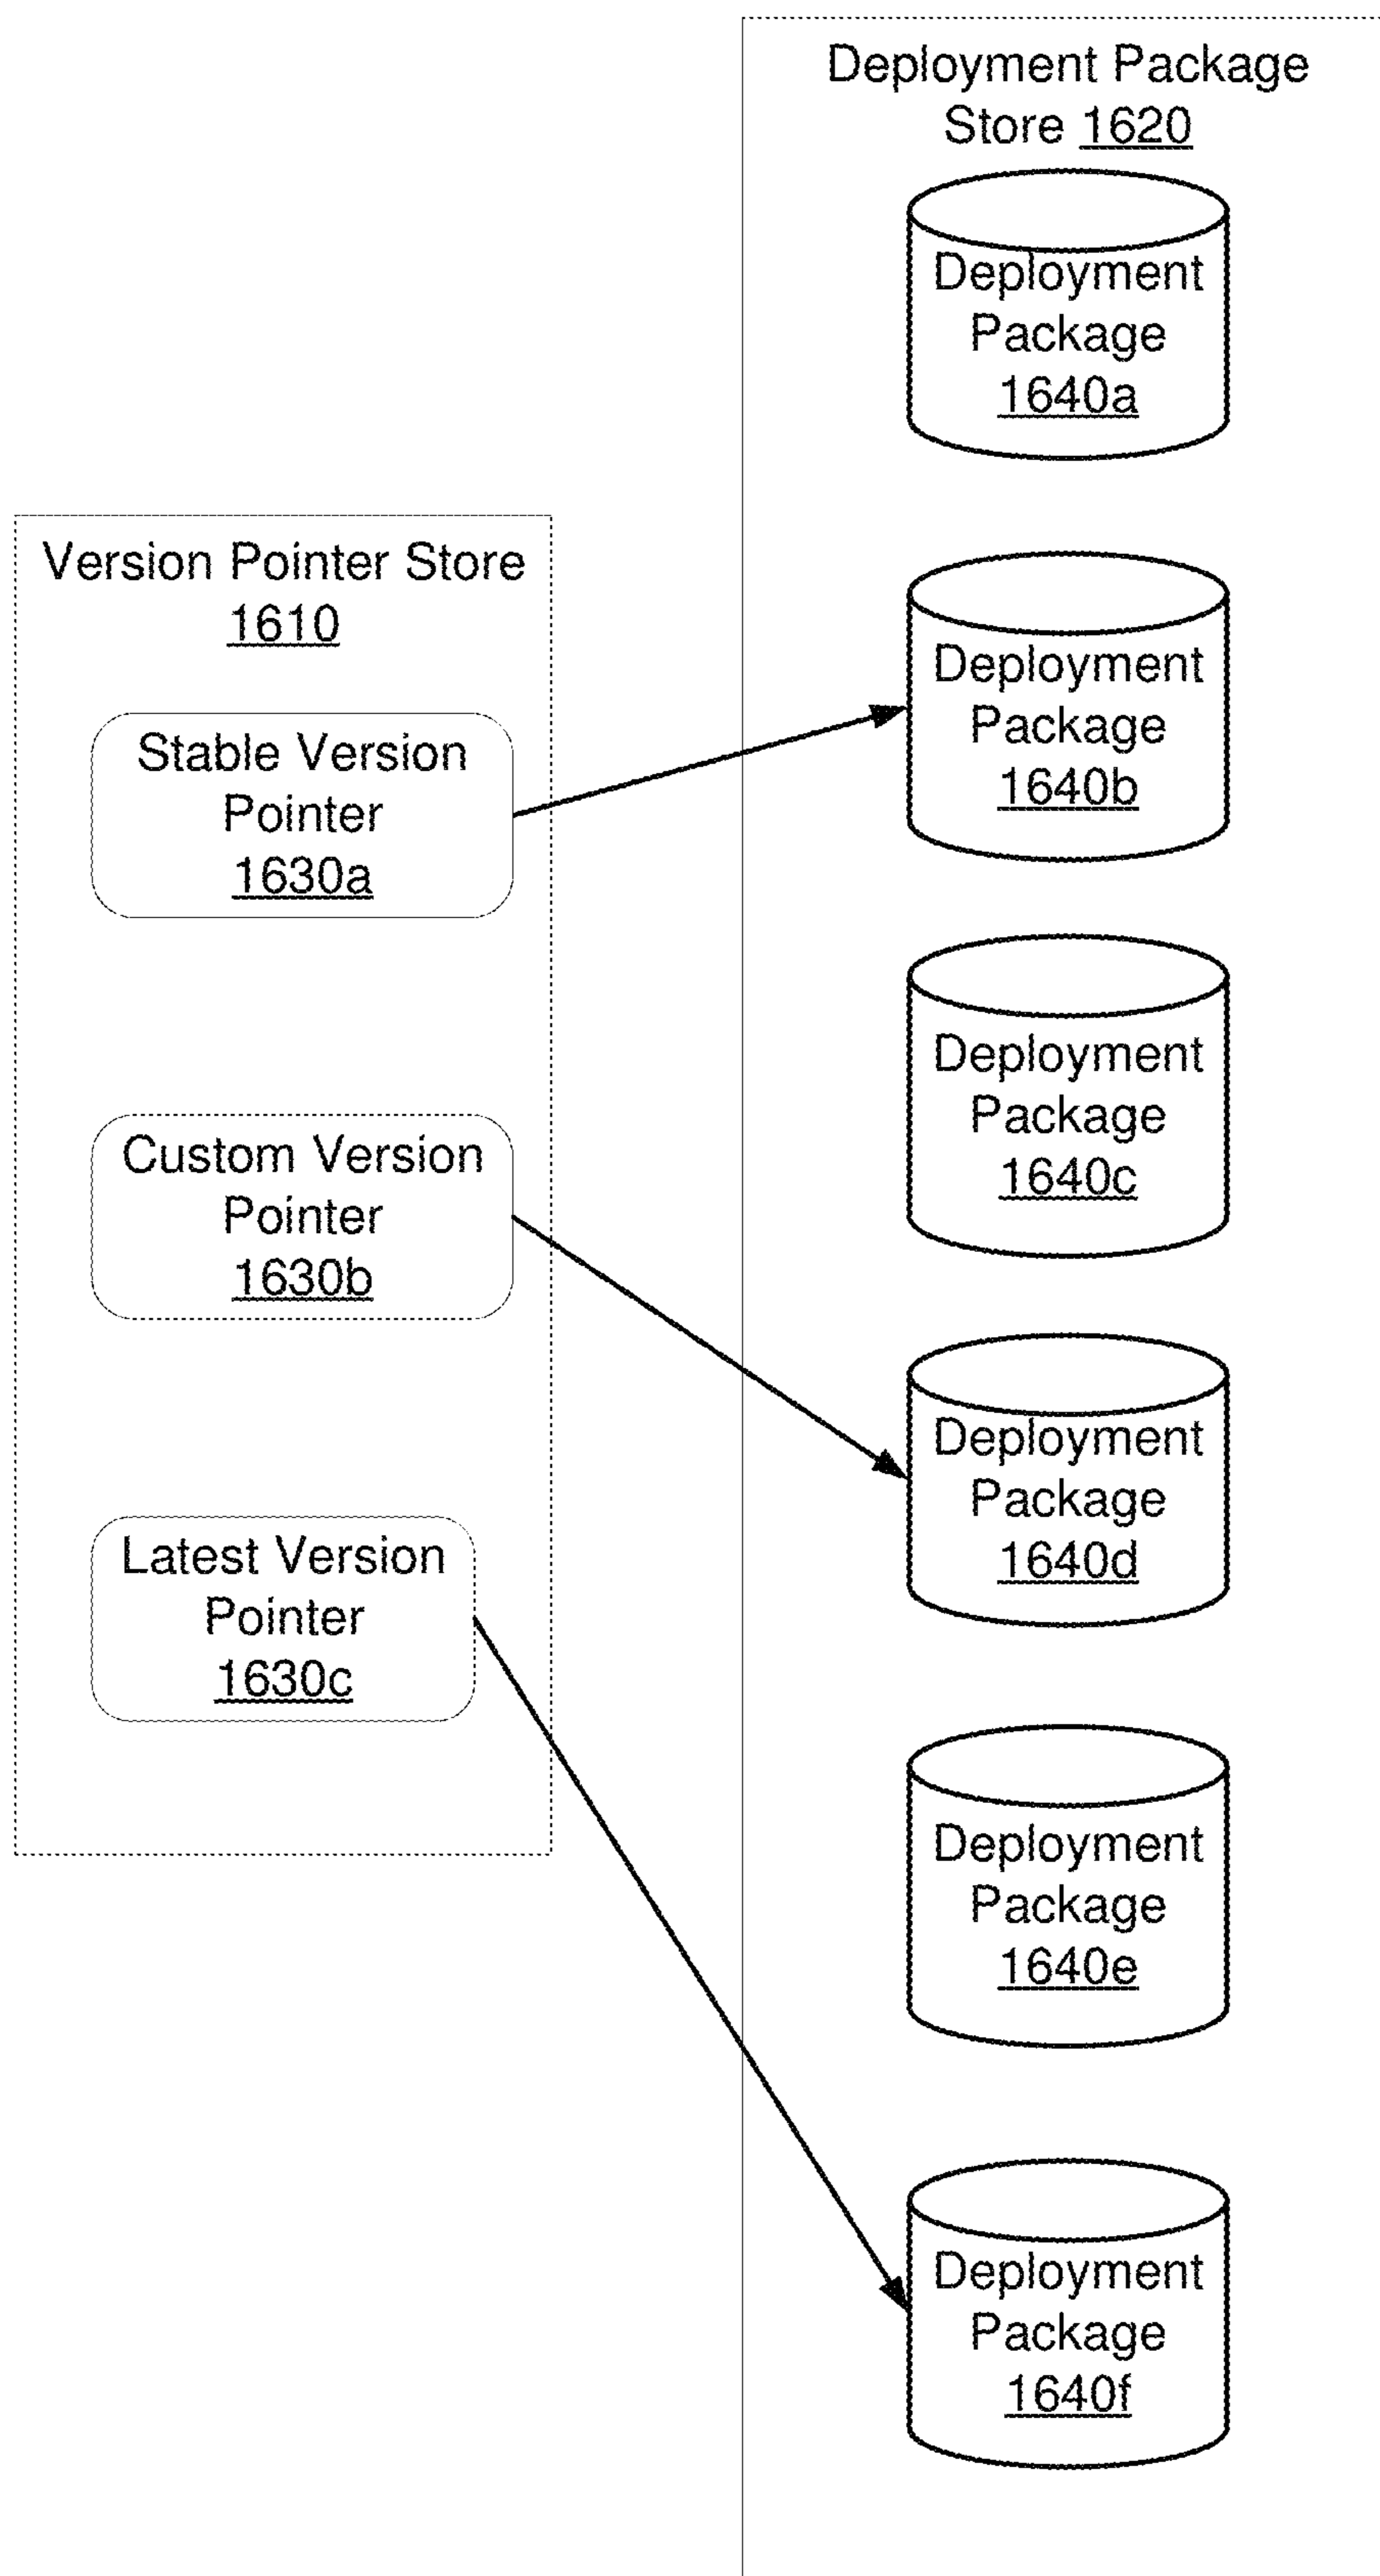 Deployment Package
Store 1620
Deployment
Package
1640a
Version Pointer Store
1610
Stable Version
Pointer
1630a
Deployment
Package
1640b
Custom Version
Pointer
1630b
Deployment
Package
1640c
Latest Version
Pointer
1630c
Deployment
Package
1640d
Deployment
Package
1640e
Deployment
Package
1640f